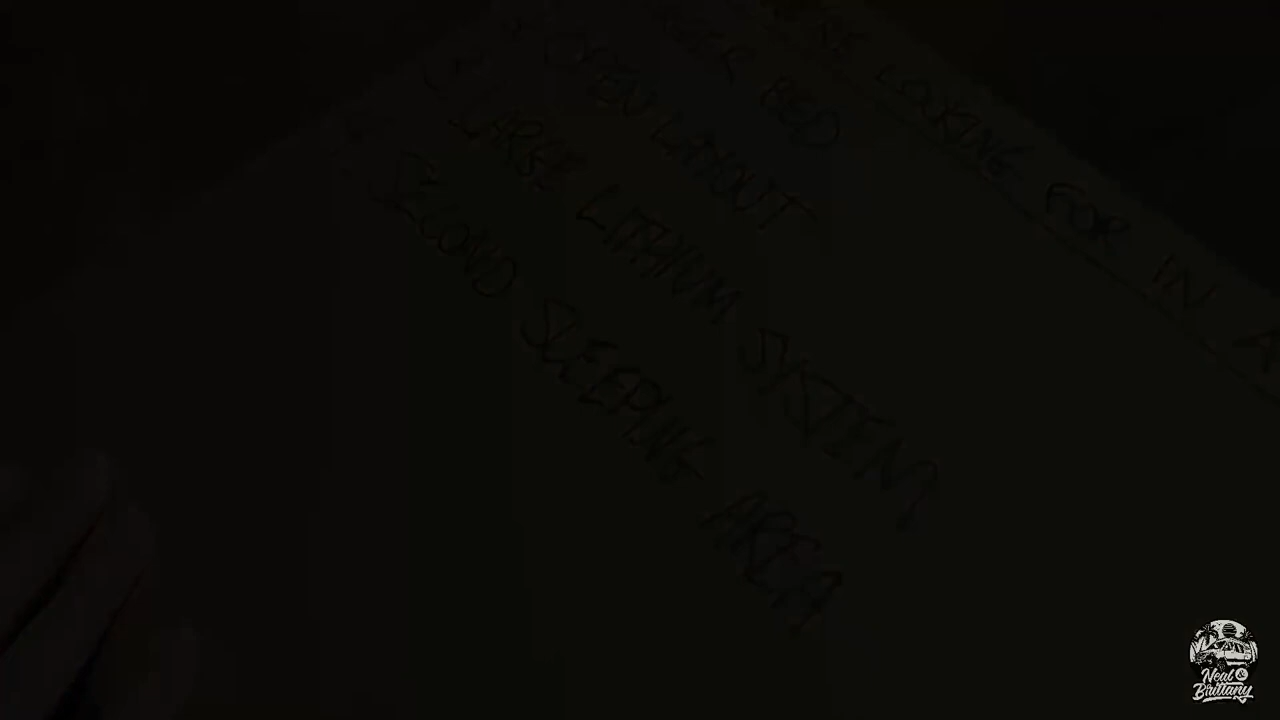 LOOKING FOR IN A
BED
OPEN LAYOUT
LARGE LITHIUM SYSTEM
SECOND SLEEPING AREA
Neal &
Brittany